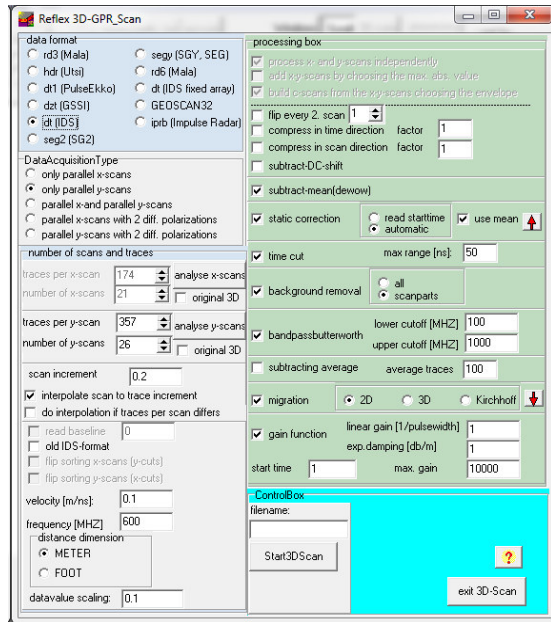 Reflex 3D-GPR_Scan
data format
rd3 (Mala)
segy (SGY, SEG)
hdr (Utsi)
rd6 (Mala)
dt1 (PulseEkko)
dt (IDS fixed array)
dzt (GSSI)
GEOSCAN32
dt (IDS)
iprb (Impulse Radar)
seg2 (SG2)
DataAcquisitionType
only parallel x-scans
only parallel y-scans
parallel x-and parallel y-scans
parallel x-scans with 2 diff. polarizations
parallel y-scans with 2 diff. polarizations
number of scans and traces
traces per x-scan 174 analyse x-scans
number of x-scans 21 original 3D
traces per y-scan 357 analyse y-scans
number of y-scans 26 original 3D
scan increment 0.2
interpolate scan to trace increment
do interpolation if traces per scan differs
read baseline 0
old IDS-format
flip sorting x-scans (y-cuts)
flip sorting y-scans (x-cuts)
velocity [m/ns]: 0.1
frequency [MHZ] 600
distance dimension
METER
FOOT
datavalue scaling: 0.1
processing box
process x- and y-scans independently
add x,y-scans by choosing the max. abs. value
build c-scans from the x,y-scans choosing the envelope
flip every 2. scan 1
compress in time direction factor 1
compress in scan direction factor 1
subtract-DC-shift
subtract-mean(dewow)
static correction read starttime automatic use mean
time cut max range [ns]: 50
background removal all scanparts
bandpassbutterworth lower cutoff [MHZ] 100
upper cutoff [MHZ] 1000
subtracting average average traces 100
migration 2D 3D Kirchhoff
gain function linear gain [1/pulsewidth] 1
exp.damping [db/m] 1
start time 1 max. gain 10000
ControlBox
filename:
Start3DScan
?
exit 3D-Scan